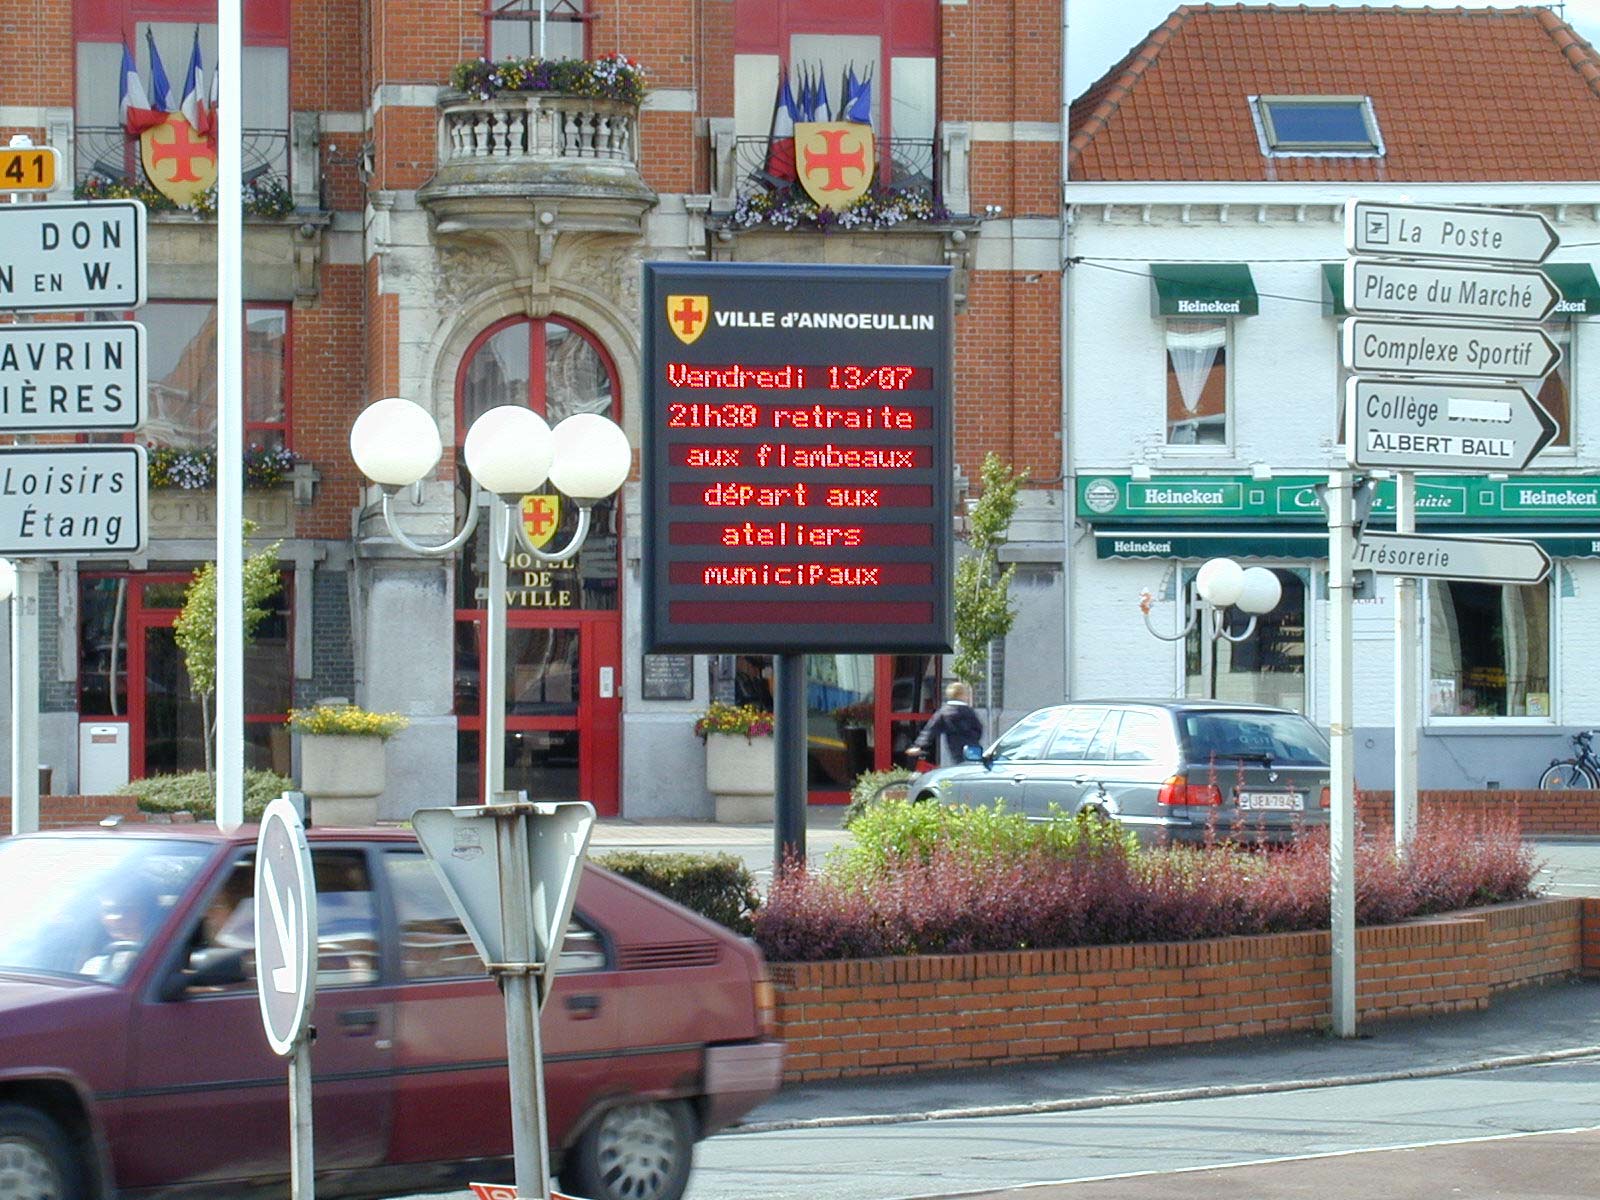 41
DON
N EN W.
AVRIN
IÈRES
Loisirs
Étang
HOTEL
DE
VILLE
VILLE d'ANNOEULLIN
Vendredi 13/07
21h30 retraite
aux flambeaux
départ aux
ateliers
municipaux
La Poste
Place du Marché
Complexe Sportif
Collège
ALBERT BALL
Trésorerie
Heineken
Heineken
Heineken
Heineken
Heineken